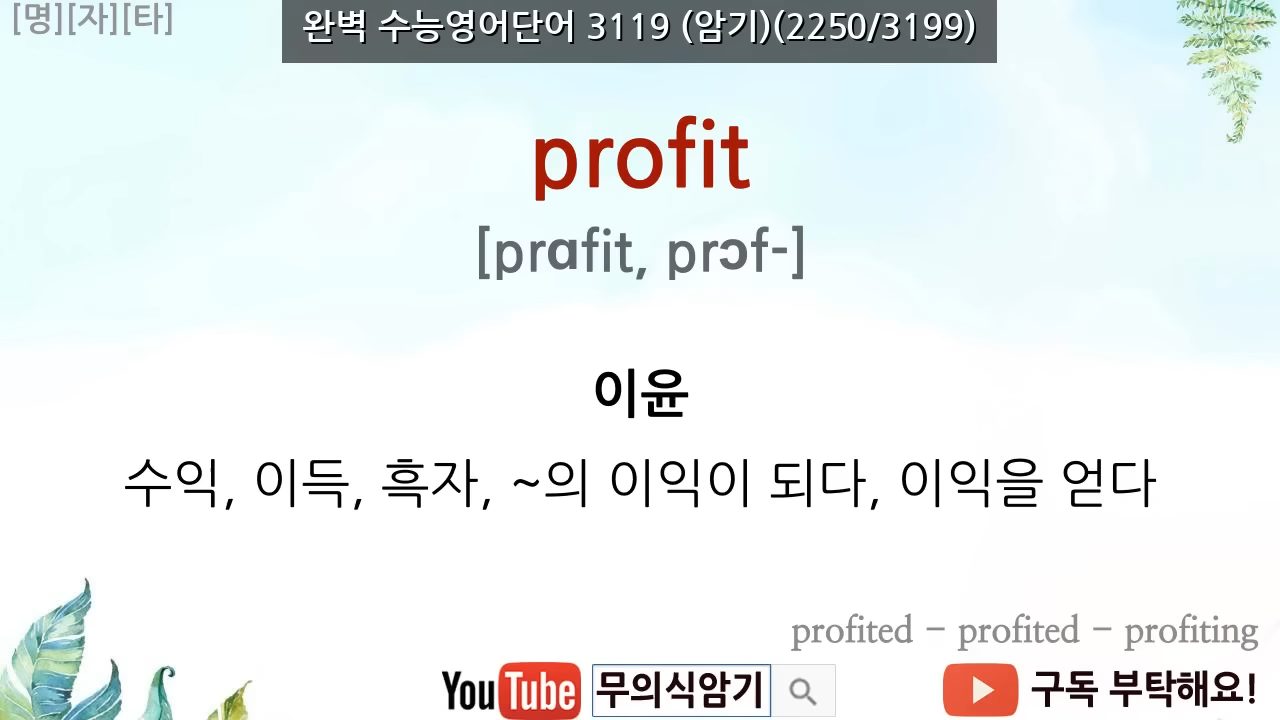 [명][자][타]
완벽 수능영어단어 3119 (암기)(2250/3199)
profit
[prɑfit, prɔf-]
이윤
수익, 이득, 흑자, ~의 이익이 되다, 이익을 얻다
profited - profited - profiting
YouTube 무의식암기 구독 부탁해요!